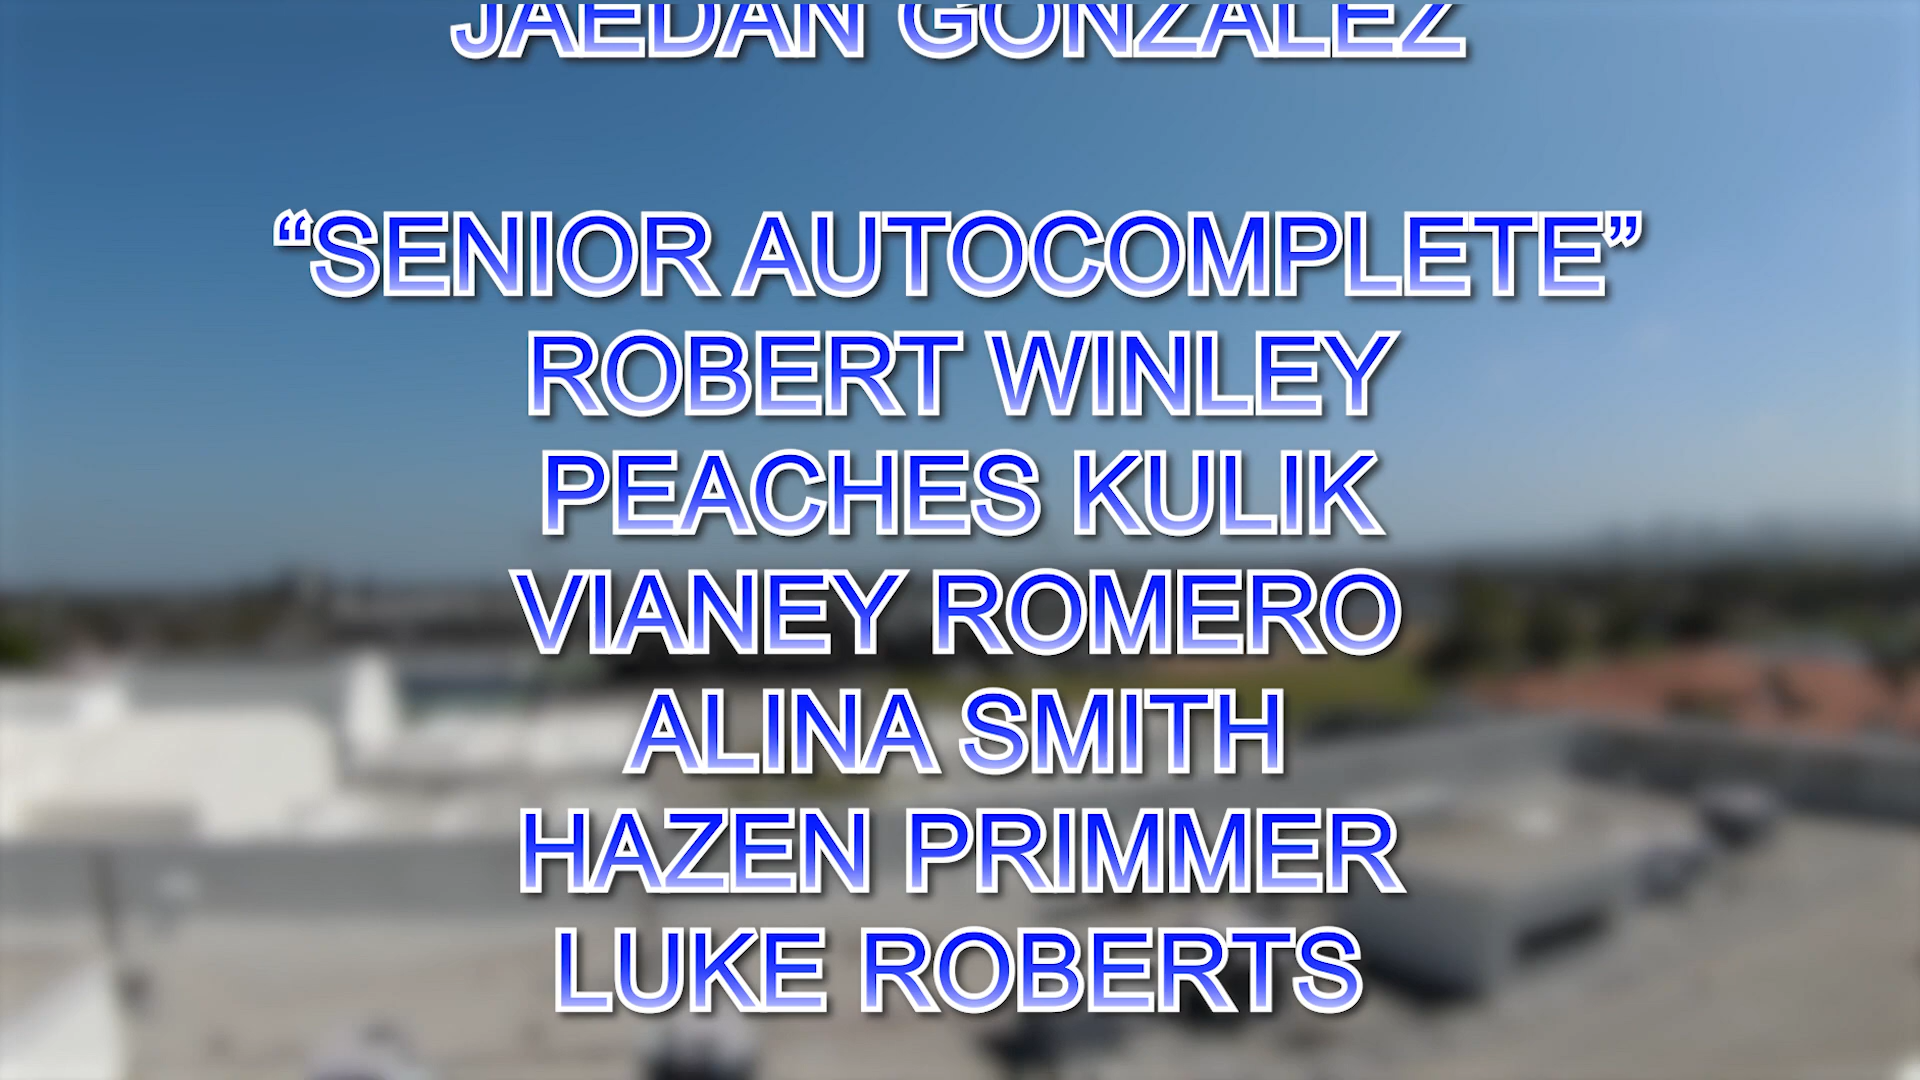 JAEDAN GONZALEZ
“SENIOR AUTOCOMPLETE”
ROBERT WINLEY
PEACHES KULIK
VIANEY ROMERO
ALINA SMITH
HAZEN PRIMMER
LUKE ROBERTS